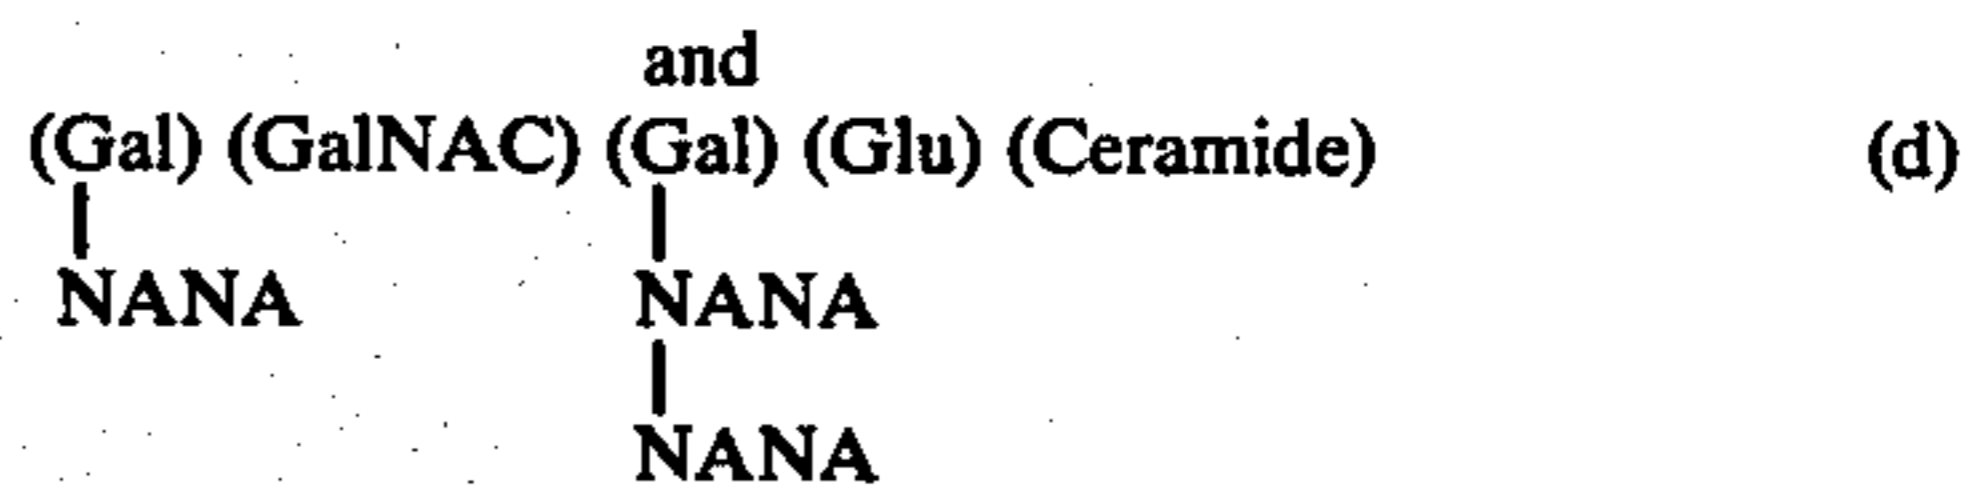 and
(Gal) (GalNAC) (Gal) (Glu) (Ceramide) (d)
NANA NANA
NANA